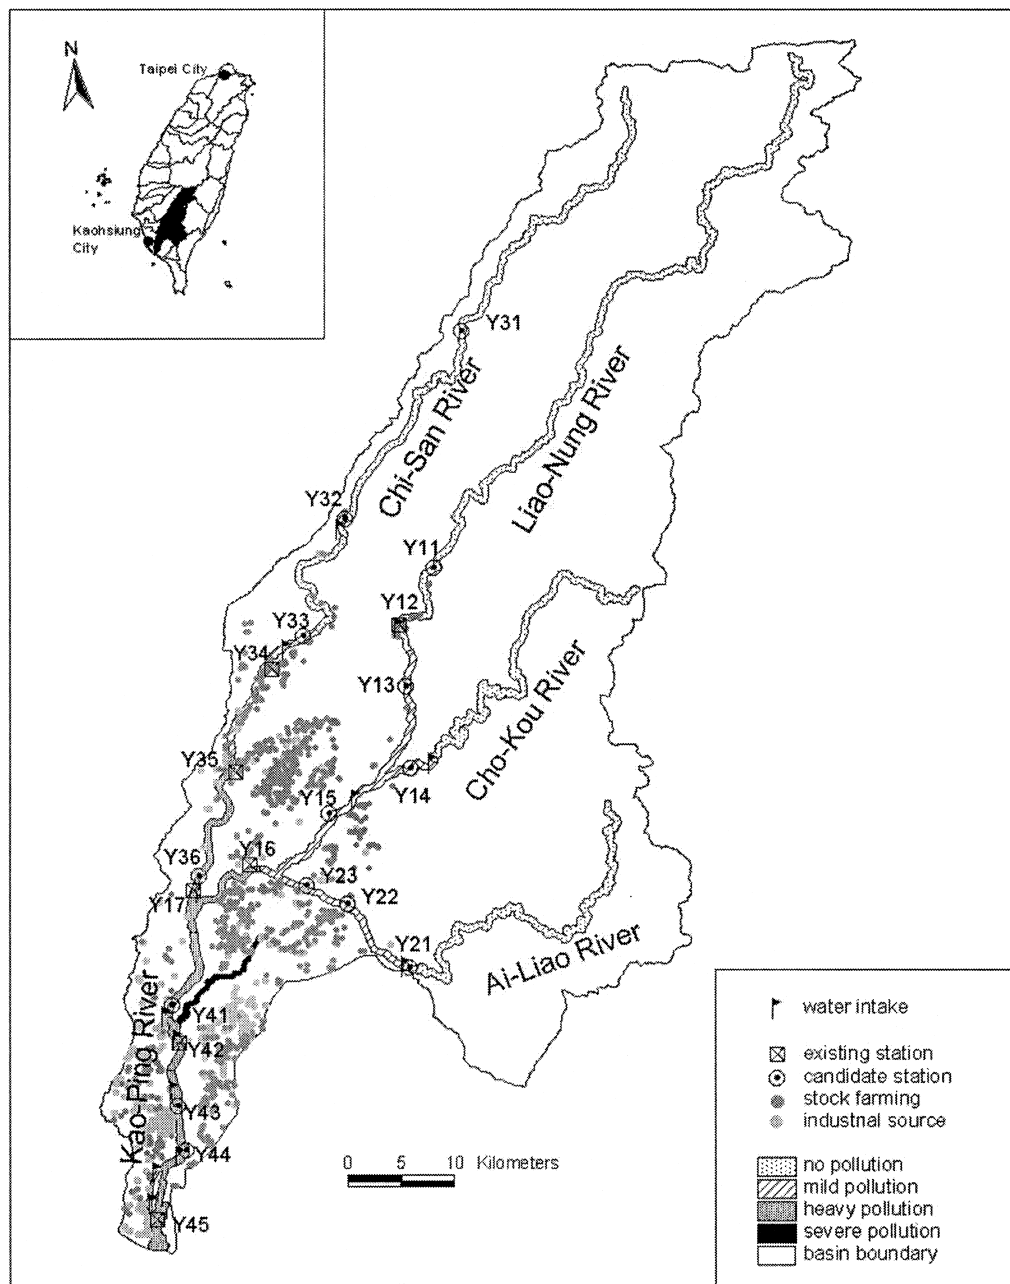 N
Taipei City
Kaohsiung
City
Y31
Chi-San River
Liao-Nung River
Y32
Y11
Y12
Y33
Y34
Y13
Cho-Kou River
Y35
Y14
Y15
Y36
Y16
Y23
Y22
Y17
Y21
Ai-Liao River
Kao-Ping River
Y41
Y42
Y43
Y44
Y45
0 5 10 Kilometers
water intake
existing station
candidate station
stock farming
industrial source
no pollution
mild pollution
heavy pollution
severe pollution
basin boundary